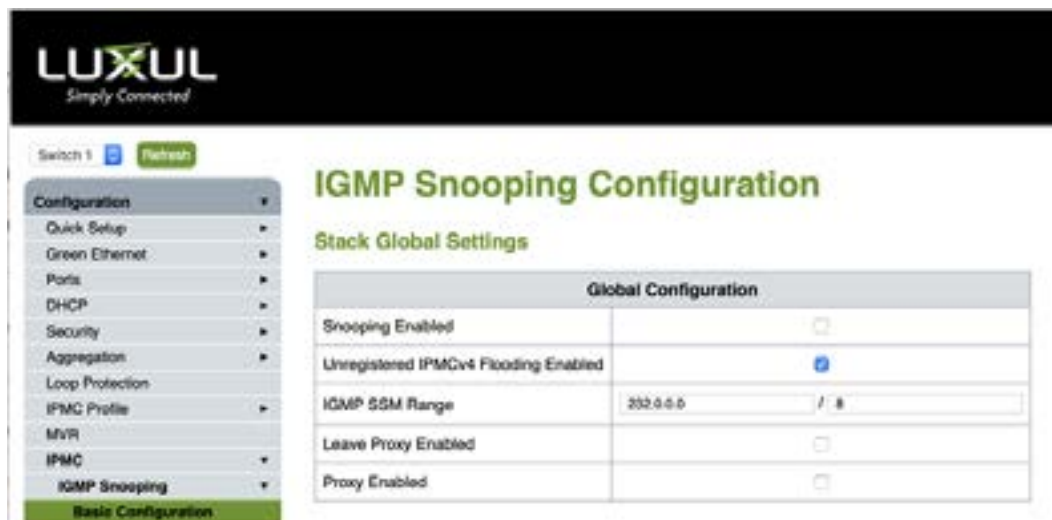 LUXUL
Simply Connected
Switch 1
Refresh
Configuration
Quick Setup
Green Ethernet
Ports
DHCP
Security
Aggregation
Loop Protection
IPMC Profile
MVR
IPMC
IGMP Snooping
Basic Configuration
IGMP Snooping Configuration
Stack Global Settings
Global Configuration
Snooping Enabled
Unregistered IPMCv4 Flooding Enabled
IGMP SSM Range 232.0.0.0 / 8
Leave Proxy Enabled
Proxy Enabled